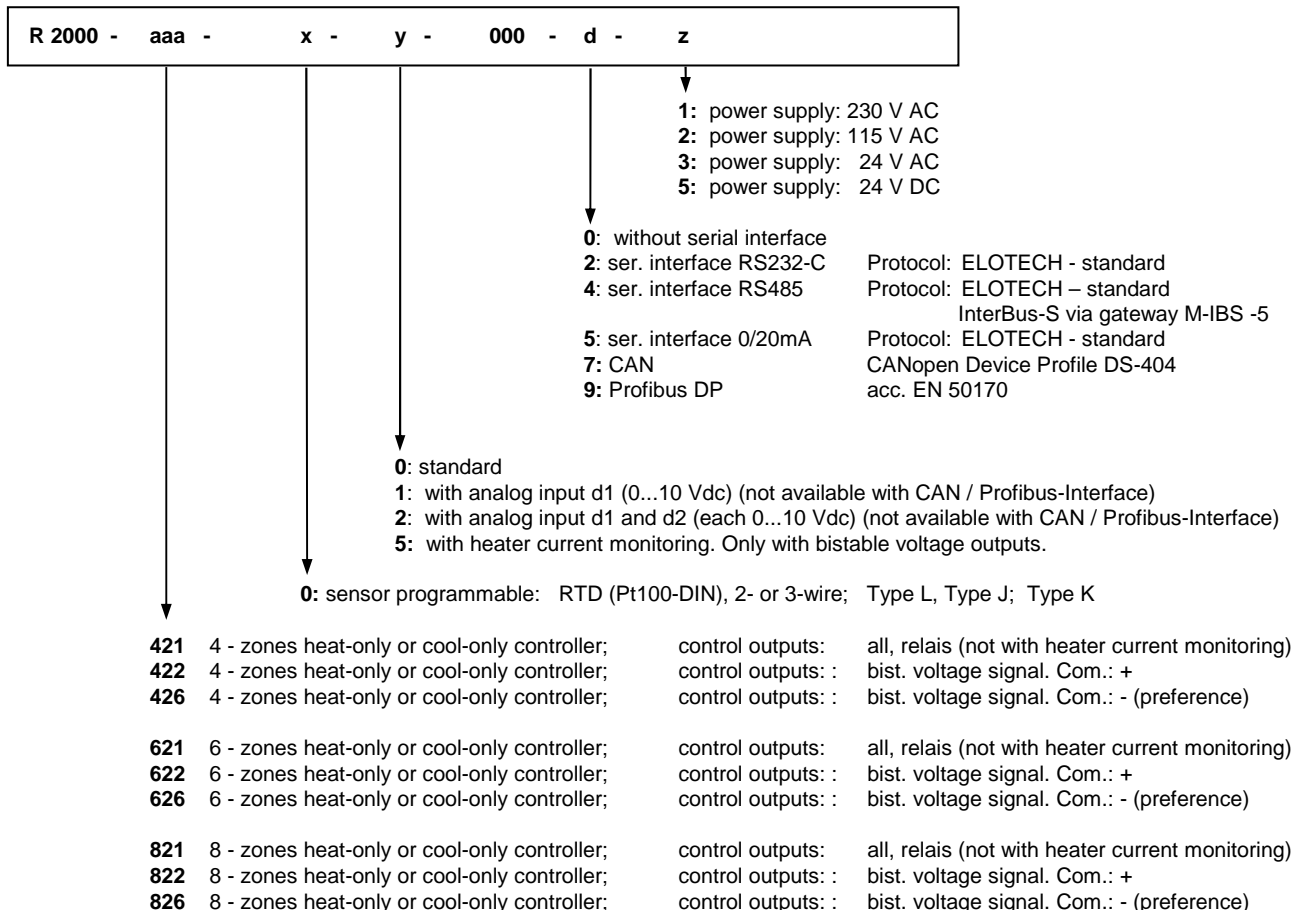 R 2000 - aaa - x - y - 000 - d - z
1: power supply: 230 V AC
2: power supply: 115 V AC
3: power supply: 24 V AC
5: power supply: 24 V DC
0: without serial interface
2: ser. interface RS232-C Protocol: ELOTECH - standard
4: ser. interface RS485 Protocol: ELOTECH – standard
InterBus-S via gateway M-IBS -5
5: ser. interface 0/20mA Protocol: ELOTECH - standard
7: CAN CANopen Device Profile DS-404
9: Profibus DP acc. EN 50170
0: standard
1: with analog input d1 (0...10 Vdc) (not available with CAN / Profibus-Interface)
2: with analog input d1 and d2 (each 0...10 Vdc) (not available with CAN / Profibus-Interface)
5: with heater current monitoring. Only with bistable voltage outputs.
0: sensor programmable: RTD (Pt100-DIN), 2- or 3-wire; Type L, Type J; Type K
421 4 - zones heat-only or cool-only controller; control outputs: all, relais (not with heater current monitoring)
422 4 - zones heat-only or cool-only controller; control outputs: : bist. voltage signal. Com.: +
426 4 - zones heat-only or cool-only controller; control outputs: : bist. voltage signal. Com.: - (preference)
621 6 - zones heat-only or cool-only controller; control outputs: all, relais (not with heater current monitoring)
622 6 - zones heat-only or cool-only controller; control outputs: : bist. voltage signal. Com.: +
626 6 - zones heat-only or cool-only controller; control outputs: : bist. voltage signal. Com.: - (preference)
821 8 - zones heat-only or cool-only controller; control outputs: all, relais (not with heater current monitoring)
822 8 - zones heat-only or cool-only controller; control outputs: : bist. voltage signal. Com.: +
826 8 - zones heat-only or cool-only controller; control outputs: : bist. voltage signal. Com.: - (preference)